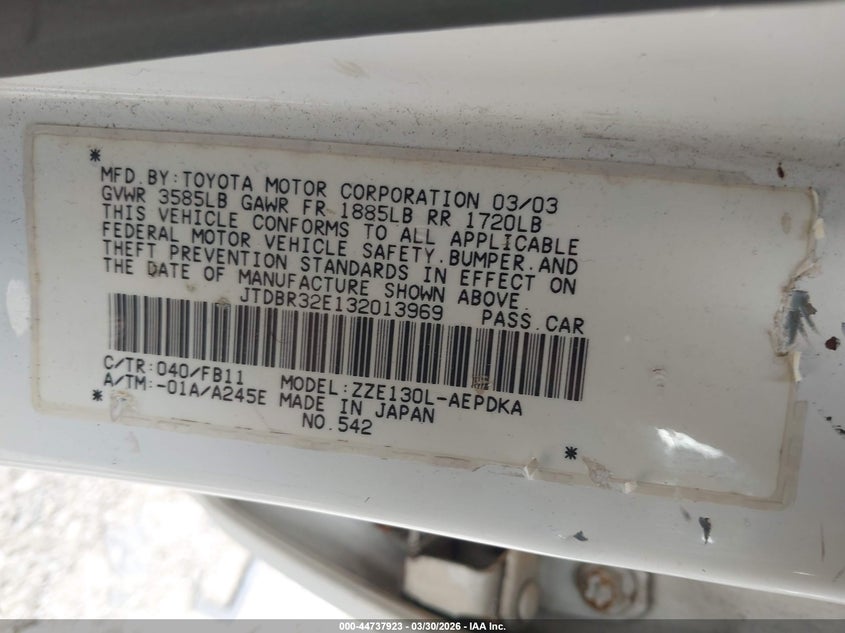 *
MFD.BY:TOYOTA MOTOR CORPORATION 03/03
GVWR 3585LB GAWR FR 1885LB RR 1720LB
THIS VEHICLE CONFORMS TO ALL APPLICABLE
FEDERAL MOTOR VEHICLE SAFETY,BUMPER,AND
THEFT PREVENTION STANDARDS IN EFFECT ON
THE DATE OF MANUFACTURE SHOWN ABOVE.
JTDBR32E132013969 PASS.CAR
C/TR:040/FB11 MODEL:ZZE130L-AEPDKA
A/TM:-01A/A245E MADE IN JAPAN
* NO.542 *
000-44737923 - 03/30/2026 - IAA Inc.